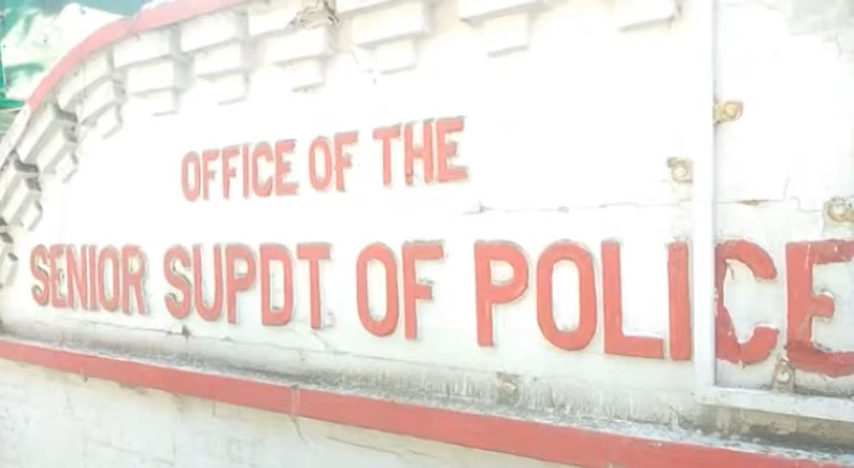 OFFICE OF THE
SENIOR SUPDT OF POLICE